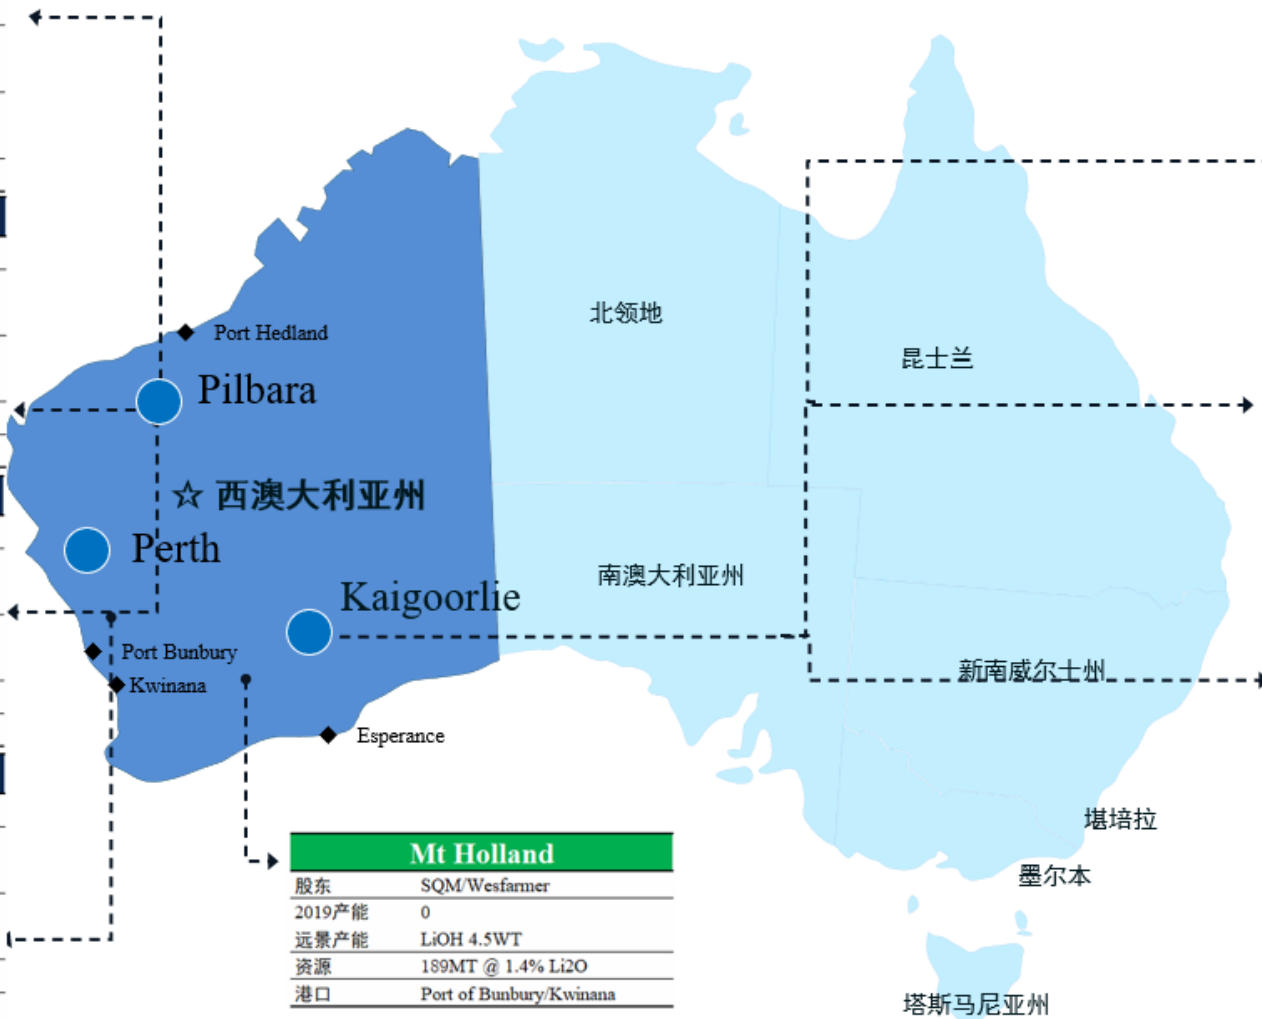 北领地
Port Hedland
昆士兰
Pilbara
☆ 西澳大利亚州
Perth
南澳大利亚州
Kaigoorlie
Port Bunbury
新南威尔士州
Kwinana
Esperance
堪培拉
Mt Holland
股东 SQM/Wesfarmer
墨尔本
2019产能 0
远景产能 LiOH 4.5WT
资源 189MT @ 1.4% Li2O
港口 Port of Bunbury/Kwinana
塔斯马尼亚州